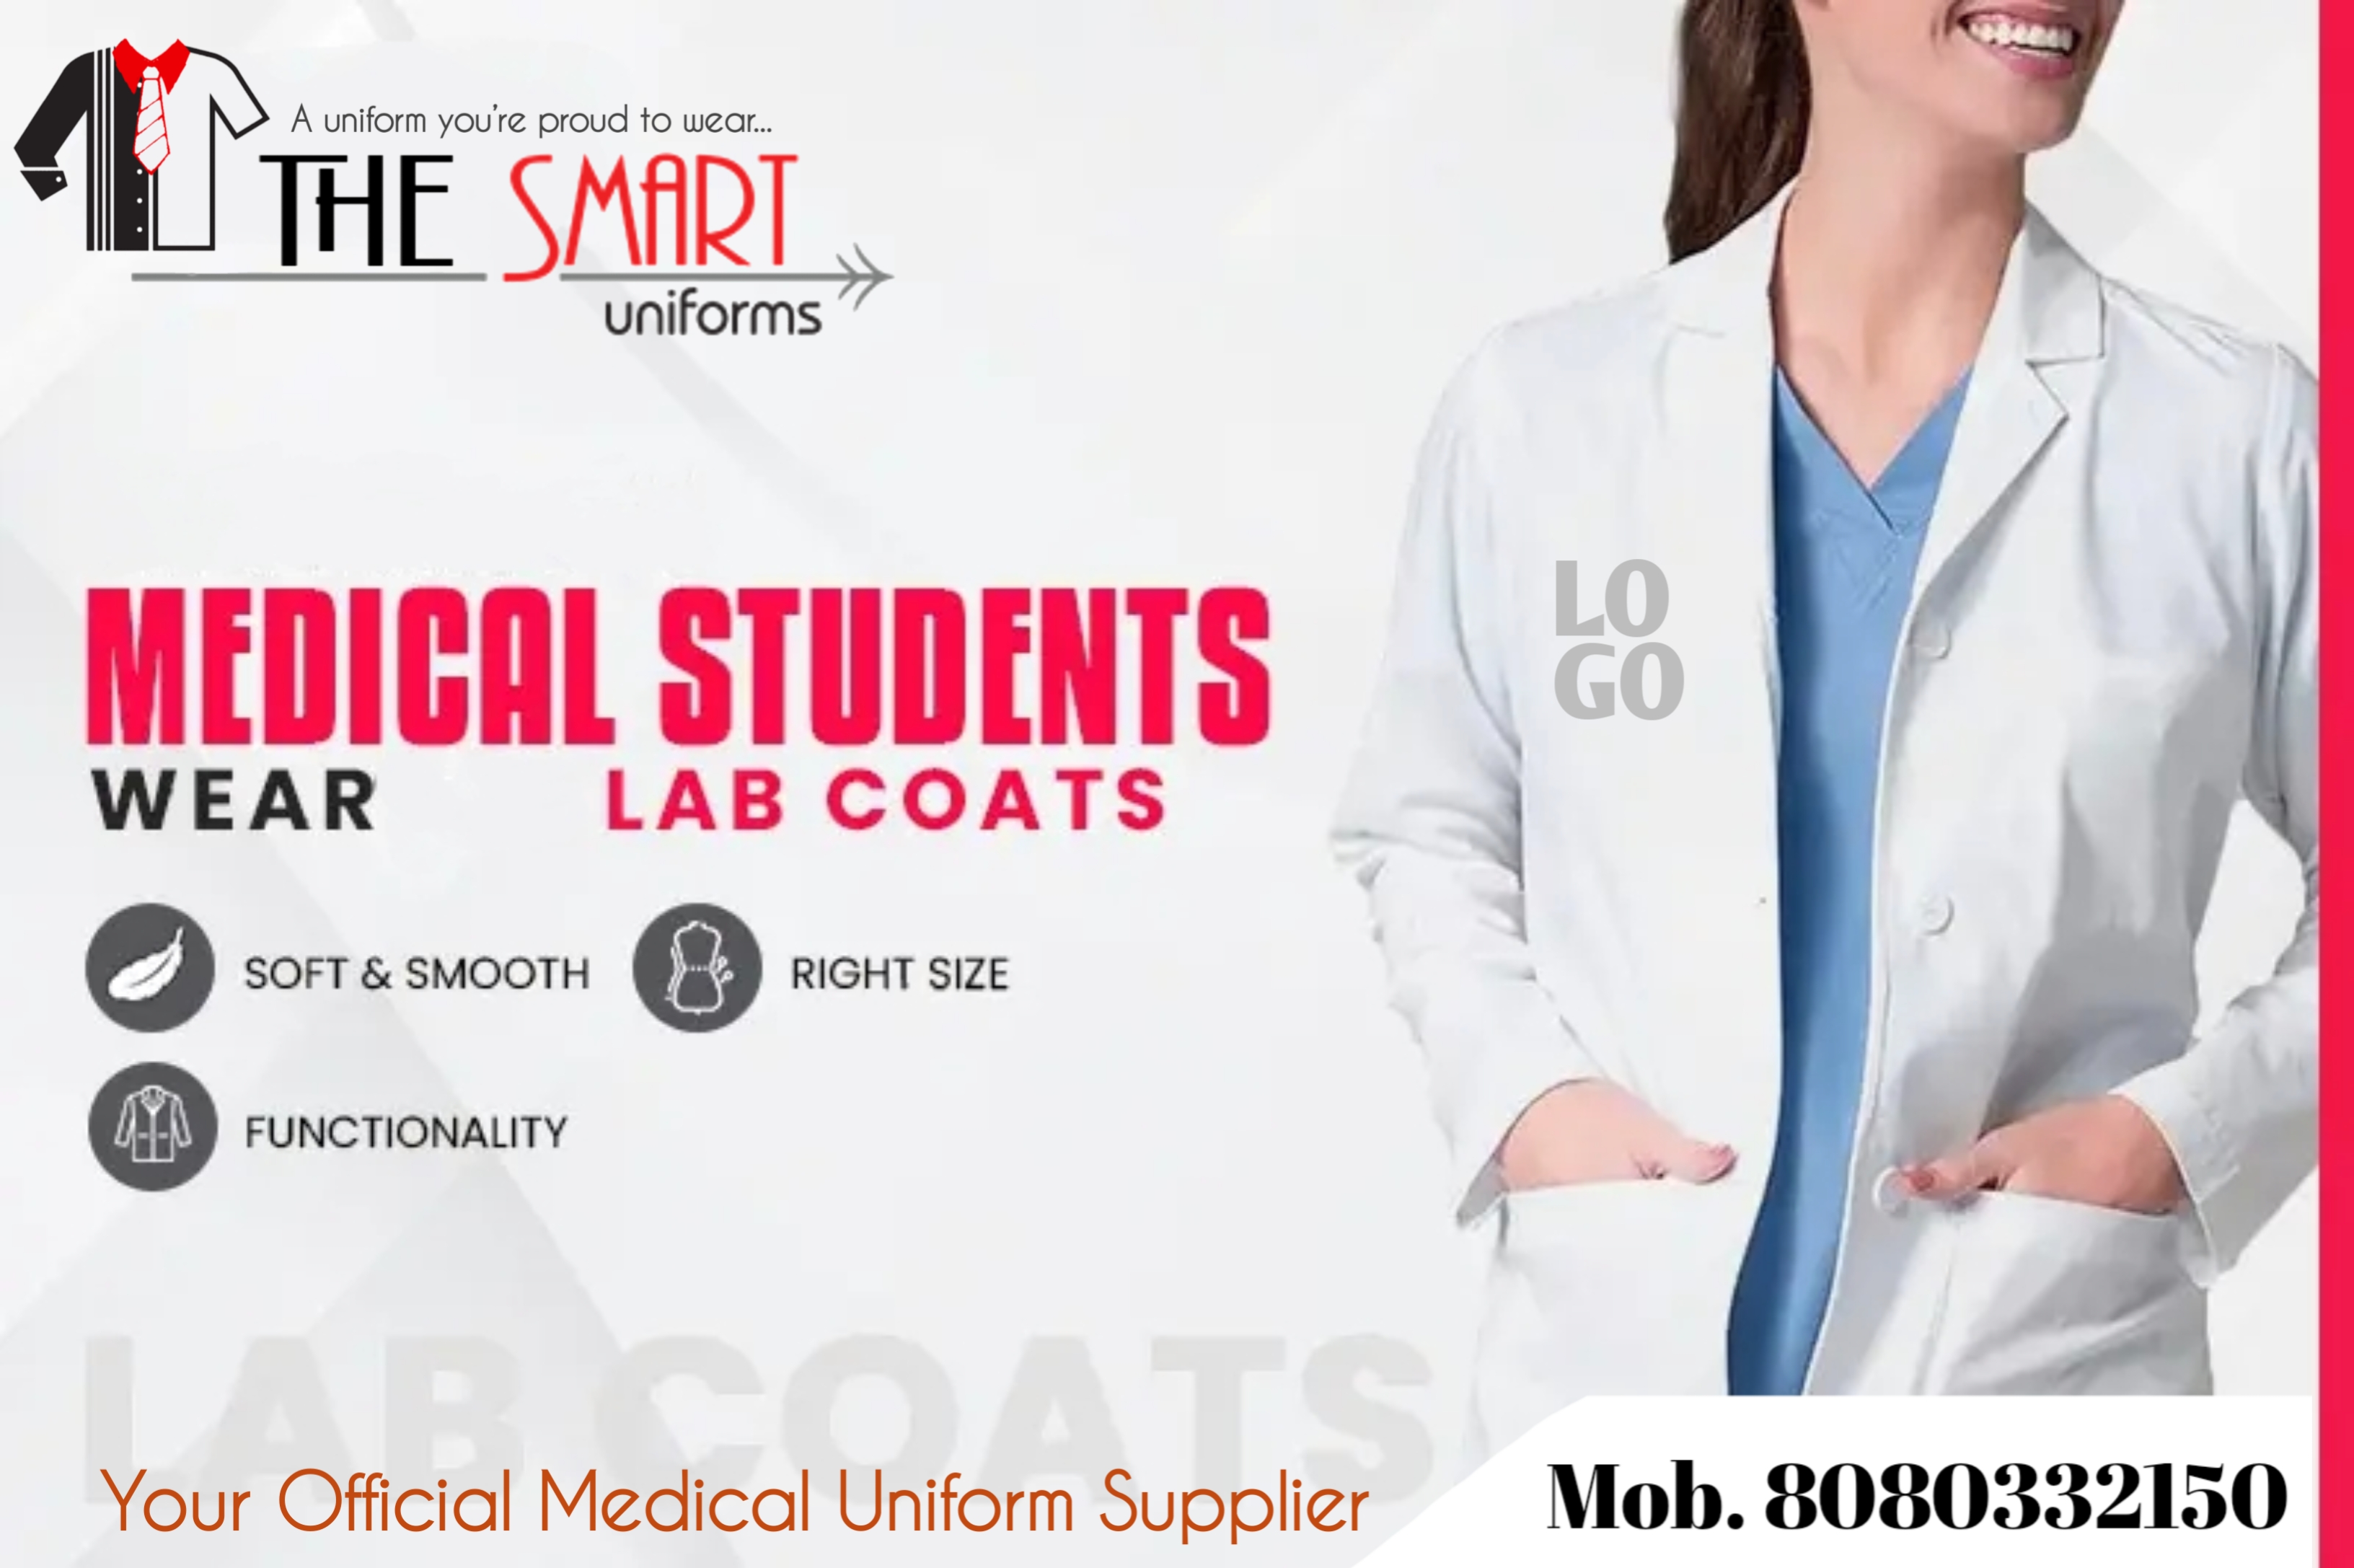 A uniform you're proud to wear...
THE SMART
uniforms
MEDICAL STUDENTS
WEAR LAB COATS
SOFT & SMOOTH
RIGHT SIZE
FUNCTIONALITY
LO
GO
LAB COATS
Your Official Medical Uniform Supplier
Mob. 8080332150